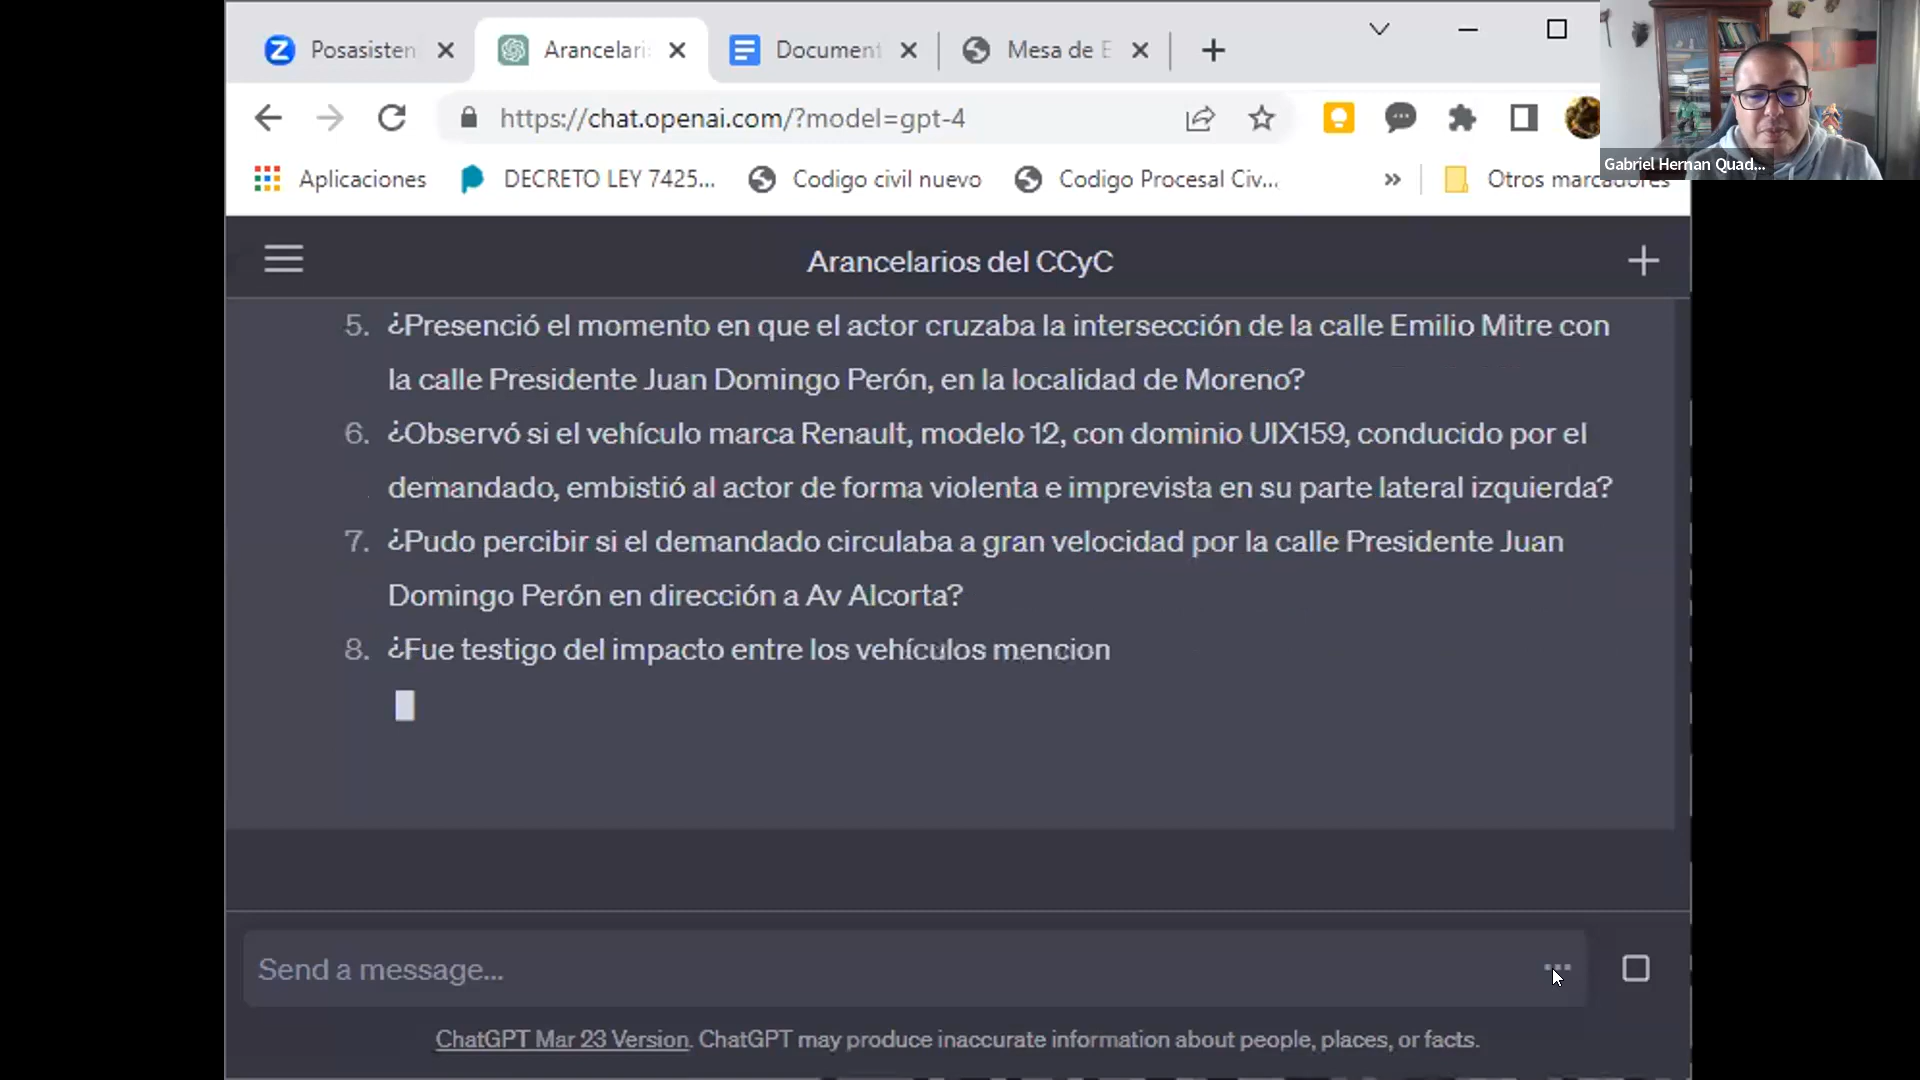 Posasisten
Arancelari
Document
Mesa de E
https://chat.openai.com/?model=gpt-4
Gabriel Hernan Quad...
Aplicaciones
DECRETO LEY 7425...
Codigo civil nuevo
Codigo Procesal Civ...
»
Otros marcadores
Arancelarios del CCyC
5. ¿Presenció el momento en que el actor cruzaba la intersección de la calle Emilio Mitre con
la calle Presidente Juan Domingo Perón, en la localidad de Moreno?
6. ¿Observó si el vehículo marca Renault, modelo 12, con dominio UIX159, conducido por el
demandado, embistió al actor de forma violenta e imprevista en su parte lateral izquierda?
7. ¿Pudo percibir si el demandado circulaba a gran velocidad por la calle Presidente Juan
Domingo Perón en dirección a Av Alcorta?
8. ¿Fue testigo del impacto entre los vehículos mencion
Send a message...
ChatGPT Mar 23 Version. ChatGPT may produce inaccurate information about people, places, or facts.